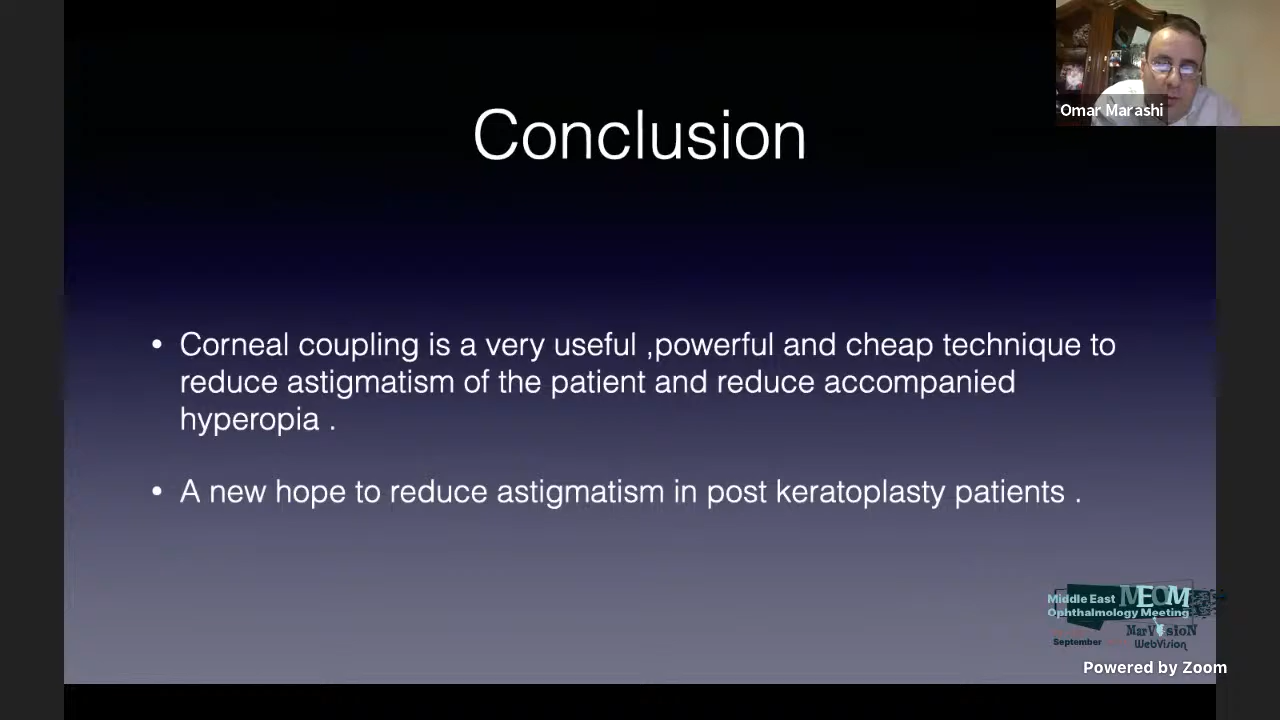 Omar Marashi
Conclusion
• Corneal coupling is a very useful ,powerful and cheap technique to
reduce astigmatism of the patient and reduce accompanied
hyperopia .
• A new hope to reduce astigmatism in post keratoplasty patients .
Middle East MEOM
Ophthalmology Meeting
MarVisioN
September
WebVision
Powered by Zoom